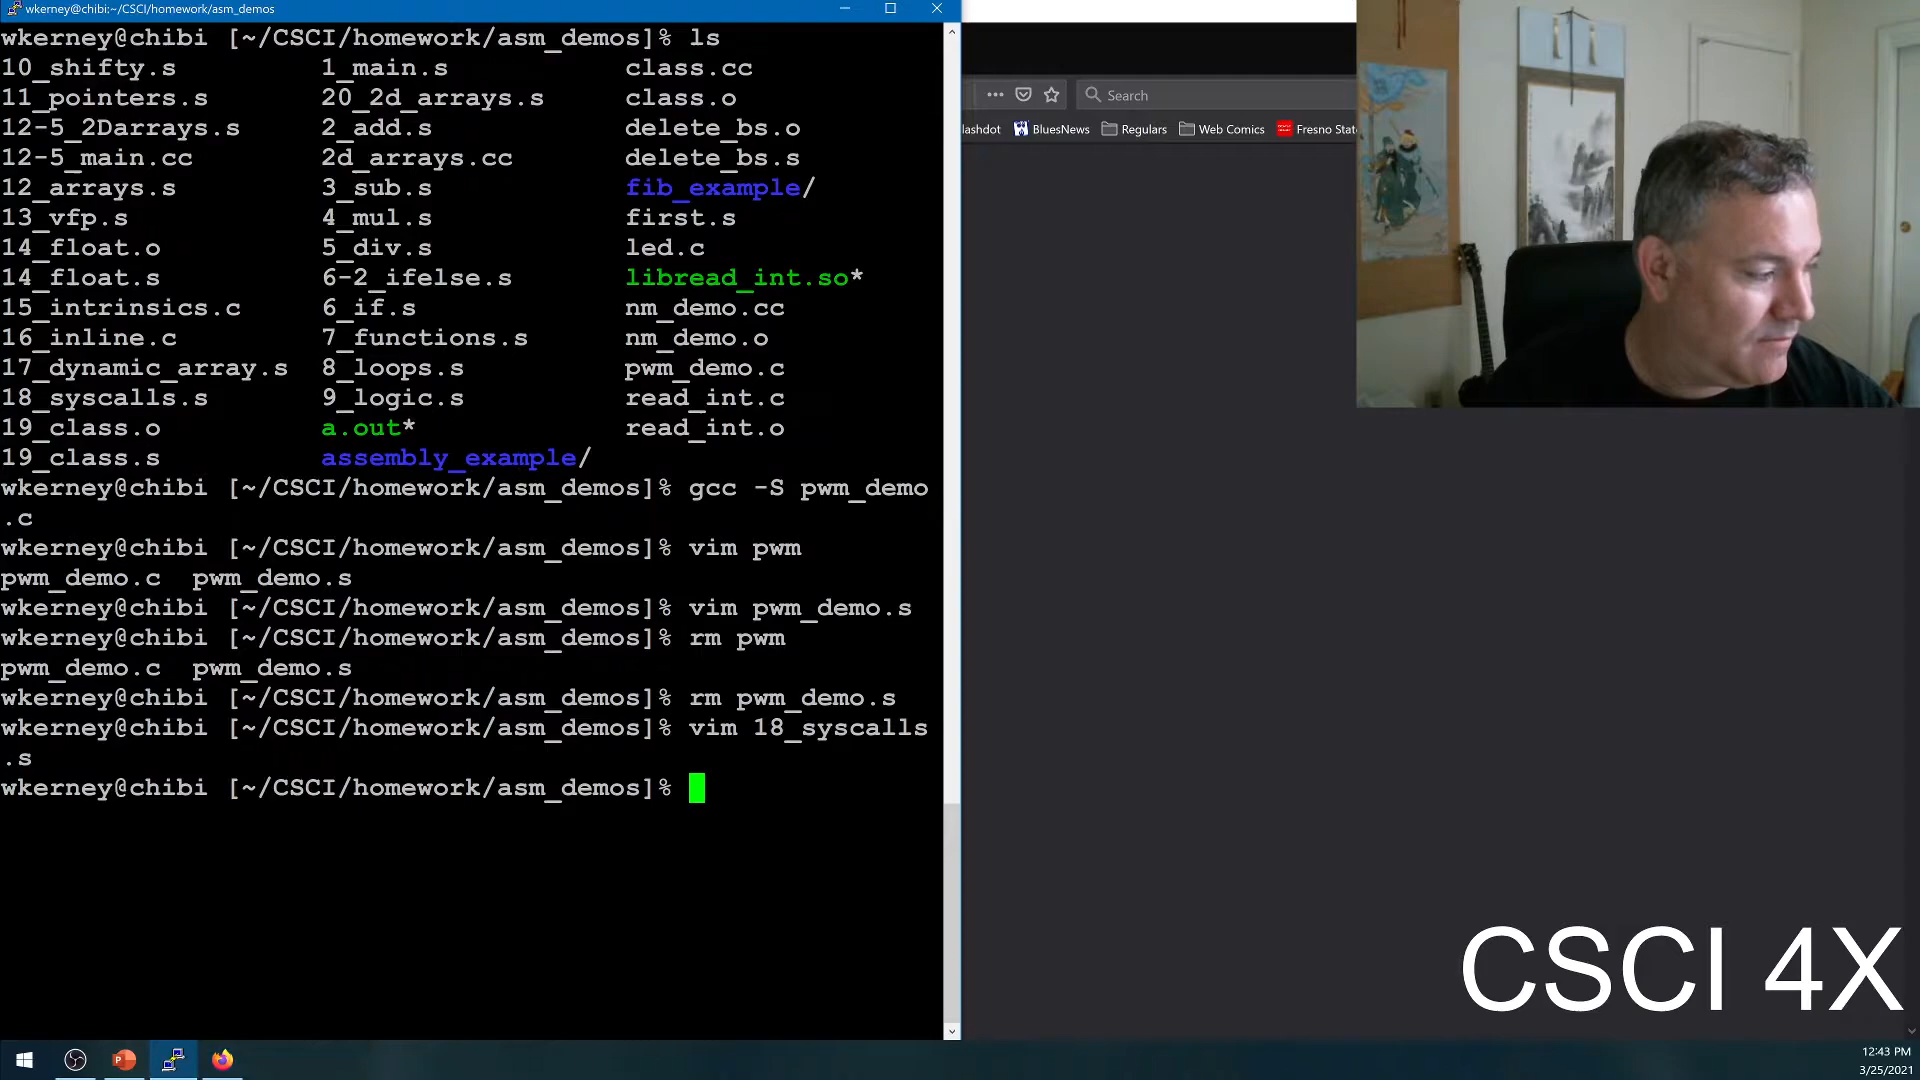 wkerney@chibi:~/CSCI/homework/asm_demos
wkerney@chibi [~/CSCI/homework/asm_demos]% ls
10_shifty.s 1_main.s class.cc
11_pointers.s 20_2d_arrays.s class.o
12-5_2Darrays.s 2_add.s delete_bs.o
12-5_main.cc 2d_arrays.cc delete_bs.s
12_arrays.s 3_sub.s fib_example/
13_vfp.s 4_mul.s first.s
14_float.o 5_div.s led.c
14_float.s 6-2_ifelse.s libread_int.so*
15_intrinsics.c 6_if.s nm_demo.cc
16_inline.c 7_functions.s nm_demo.o
17_dynamic_array.s 8_loops.s pwm_demo.c
18_syscalls.s 9_logic.s read_int.c
19_class.o a.out* read_int.o
19_class.s assembly_example/
wkerney@chibi [~/CSCI/homework/asm_demos]% gcc -S pwm_demo
.c
wkerney@chibi [~/CSCI/homework/asm_demos]% vim pwm
pwm_demo.c pwm_demo.s
wkerney@chibi [~/CSCI/homework/asm_demos]% vim pwm_demo.s
wkerney@chibi [~/CSCI/homework/asm_demos]% rm pwm
pwm_demo.c pwm_demo.s
wkerney@chibi [~/CSCI/homework/asm_demos]% rm pwm_demo.s
wkerney@chibi [~/CSCI/homework/asm_demos]% vim 18_syscalls
.s
wkerney@chibi [~/CSCI/homework/asm_demos]%
Search
lashdot BluesNews Regulars Web Comics Fresno Stat
CSCI 4X
12:43 PM
3/25/2021